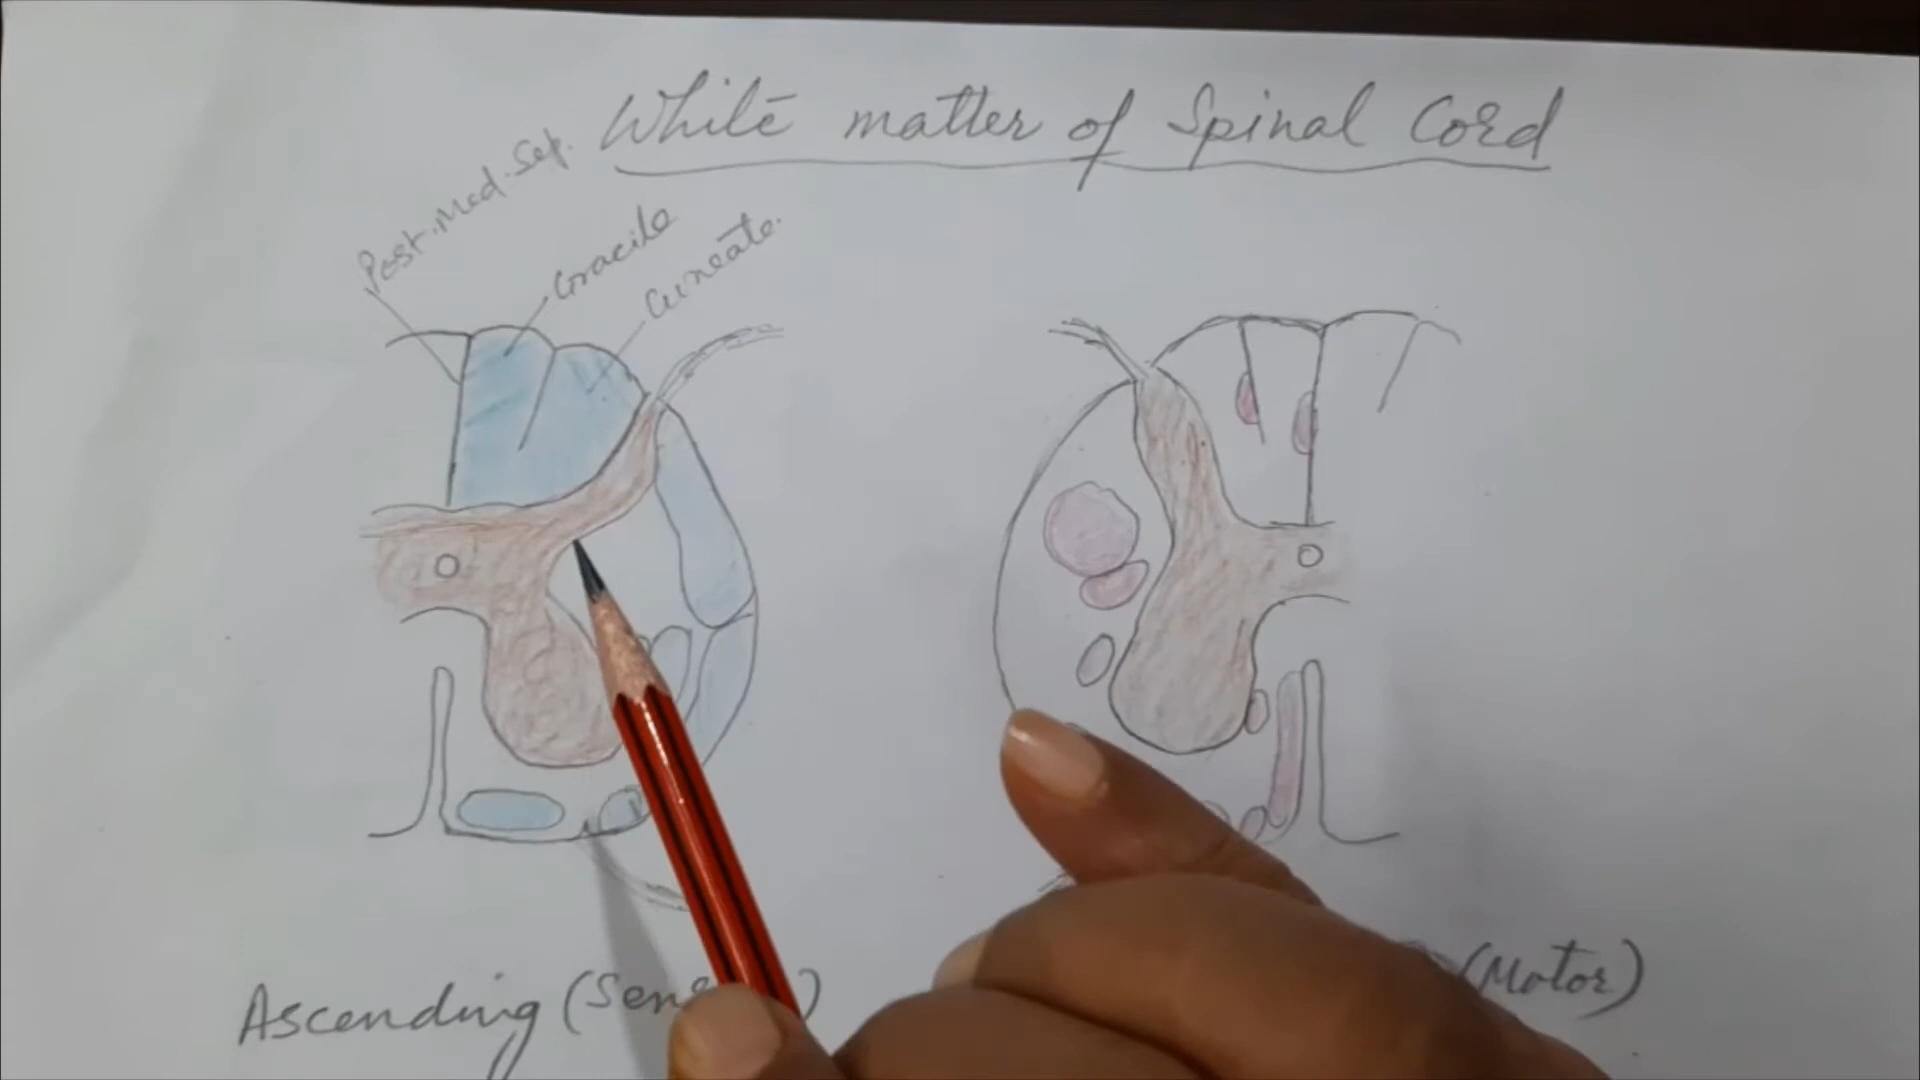 White matter of Spinal Cord
Post. Med. Sep.
Gracile
Cuneate.
Ascending (Sen
(Motor)